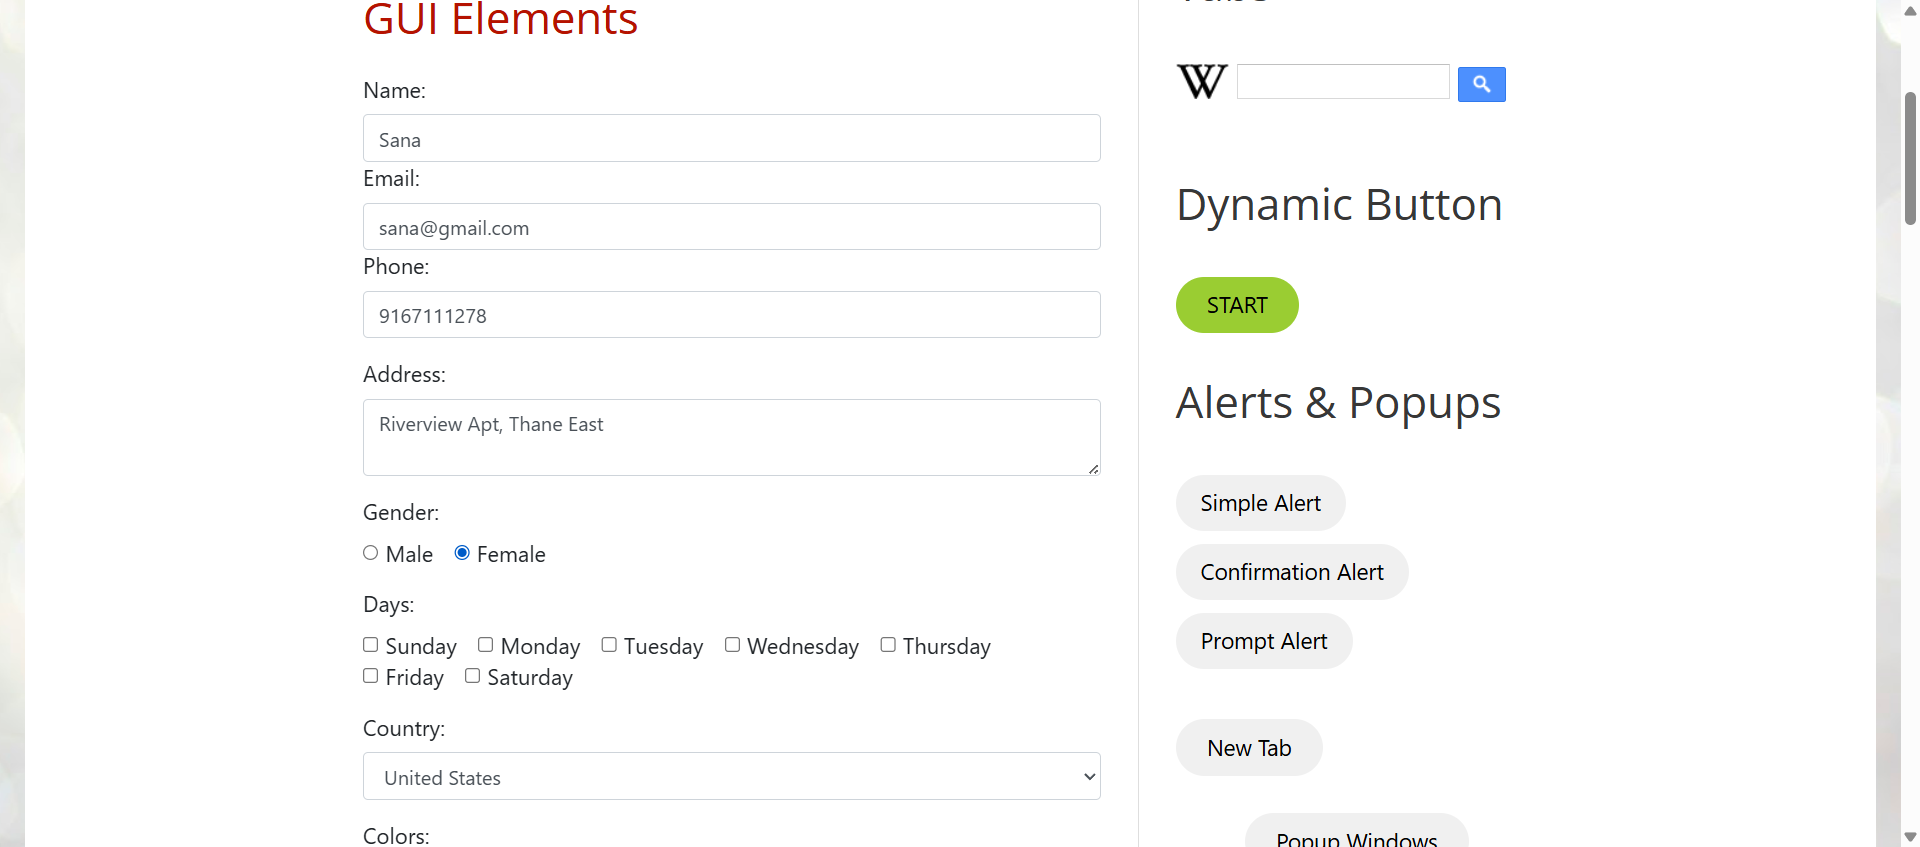 GUI Elements
Name:
Sana
Email:
sana@gmail.com
Phone:
9167111278
Address:
Riverview Apt, Thane East
Gender:
Male Female
Days:
Sunday Monday Tuesday Wednesday Thursday
Friday Saturday
Country:
United States
Colors:
W
Dynamic Button
START
Alerts & Popups
Simple Alert
Confirmation Alert
Prompt Alert
New Tab
Popup Windows